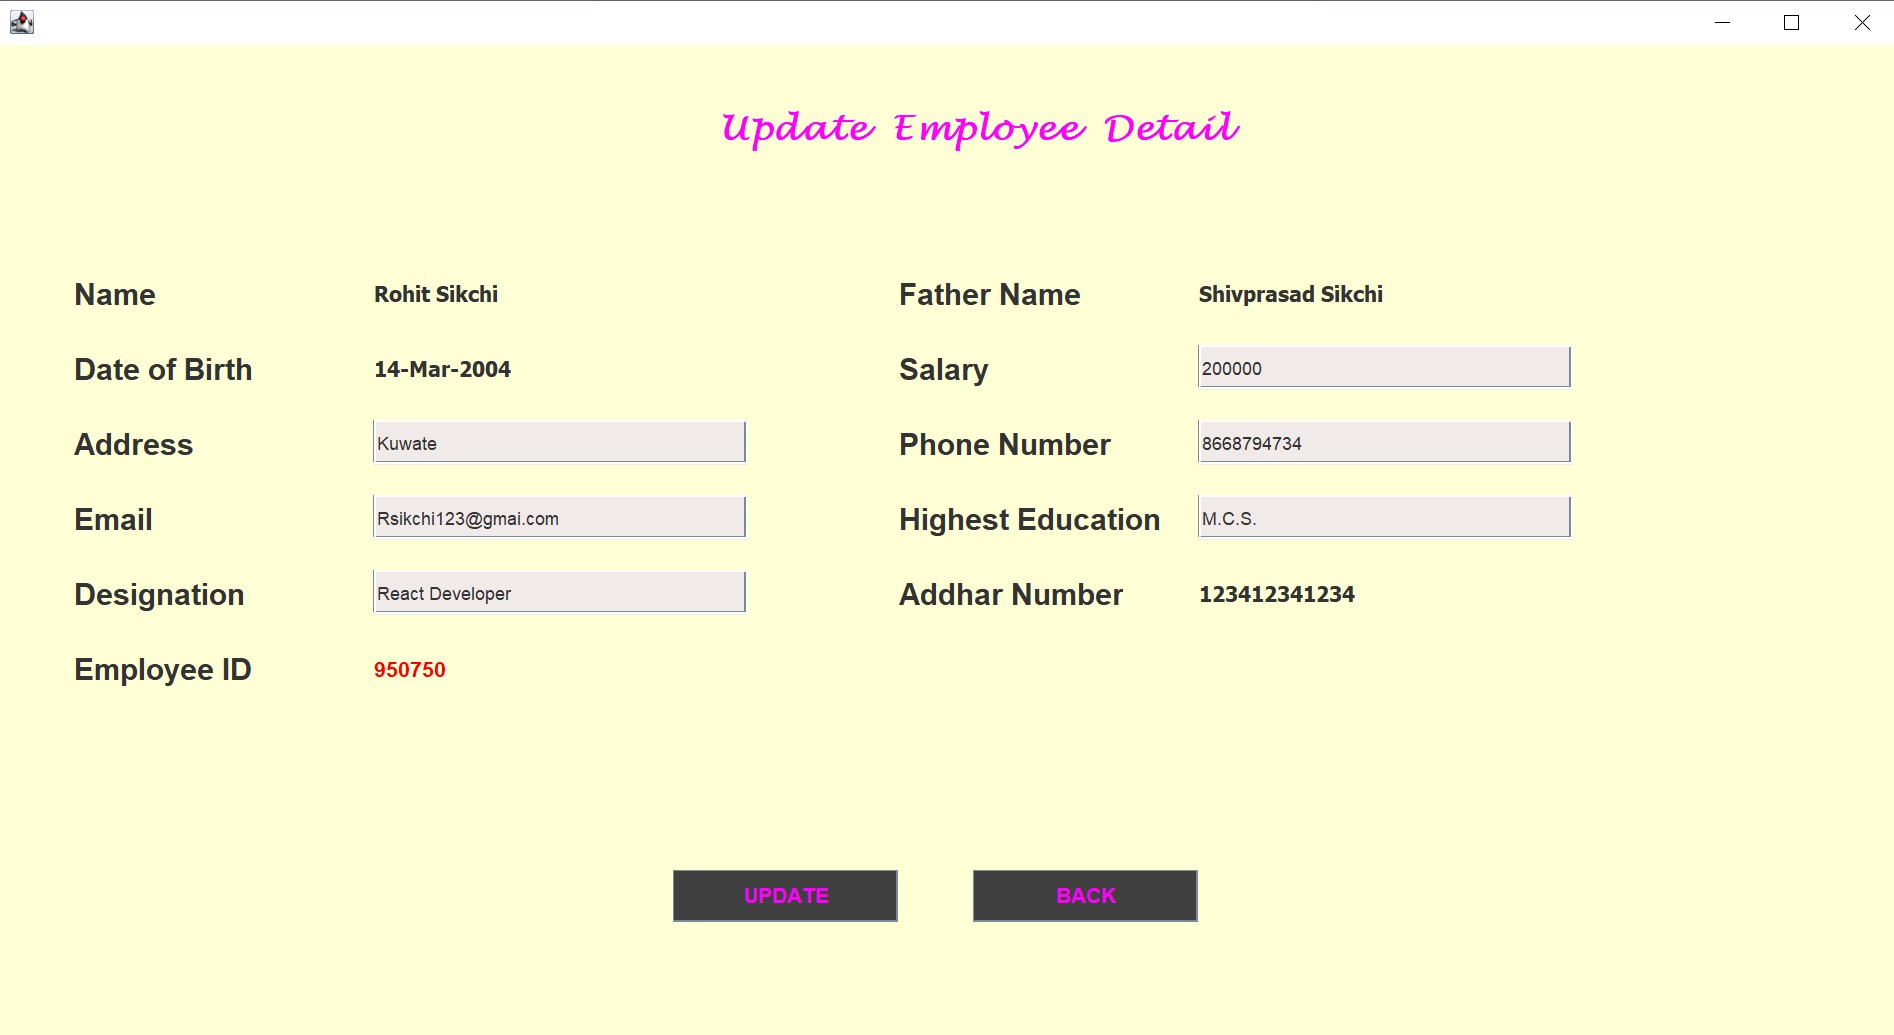 Update Employee Detail
Name Rohit Sikchi Father Name Shivprasad Sikchi
Date of Birth 14-Mar-2004 Salary 200000
Address Kuwate Phone Number 8668794734
Email Rsikchi123@gmai.com Highest Education M.C.S.
Designation React Developer Addhar Number 123412341234
Employee ID 950750
UPDATE BACK